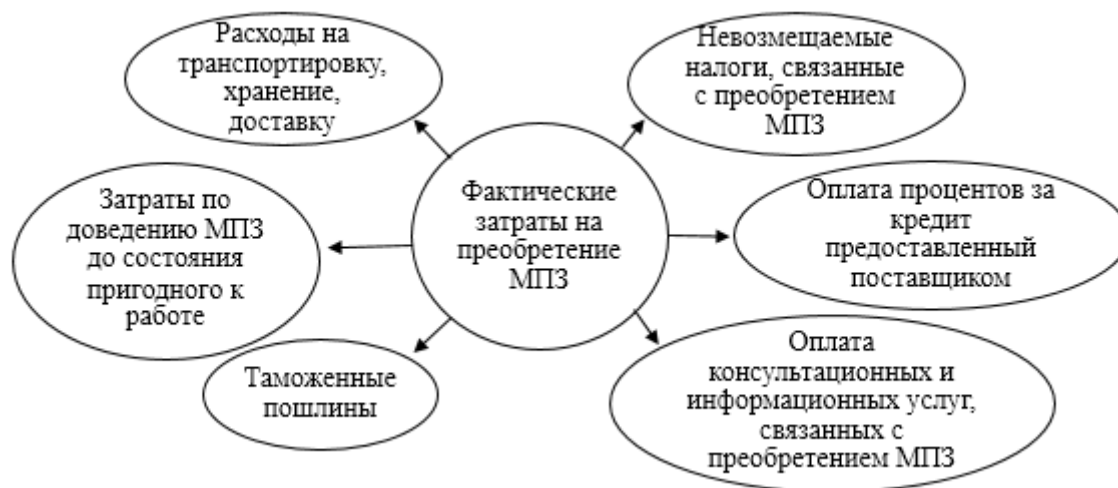 Расходы на
транспортировку,
хранение,
доставку
Невозмещаемые
налоги, связанные
с преобретением
МПЗ
Затраты по
доведению МПЗ
до состояния
пригодного к
работе
Фактические
затраты на
преобретение
МПЗ
Оплата процентов за
кредит
предоставленный
поставщиком
Таможенные
пошлины
Оплата
консультационных и
информационных услуг,
связанных с
преобретением МПЗ